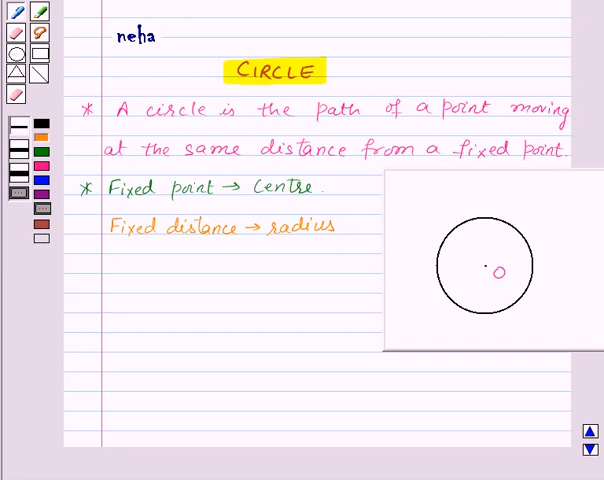 neha
CIRCLE
* A circle is the path of a point moving
at the same distance from a fixed point.
* Fixed point → Centre.
Fixed distance → radius
O